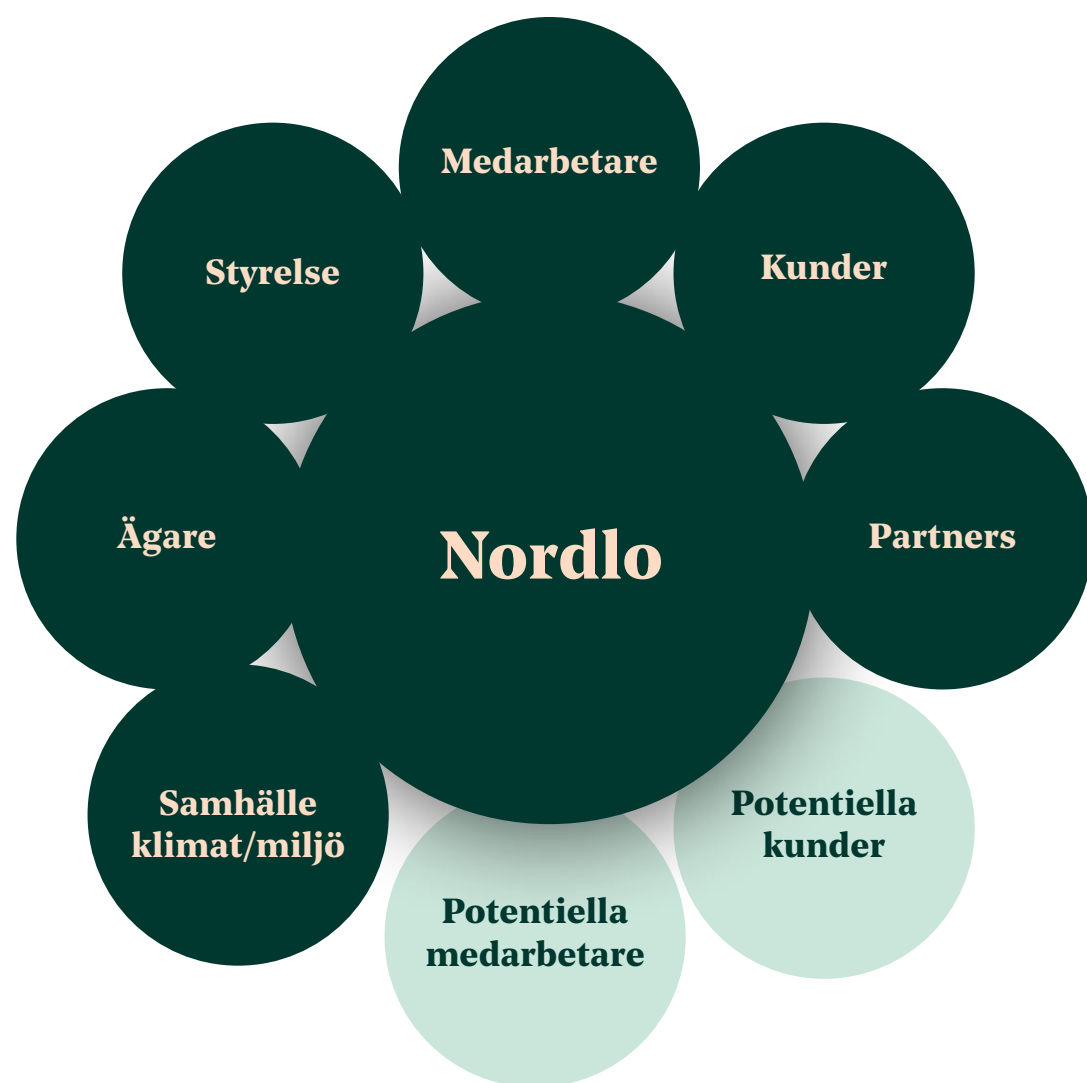 Medarbetare
Styrelse
Kunder
Ägare
Nordlo
Partners
Samhälle
klimat/miljö
Potentiella
kunder
Potentiella
medarbetare